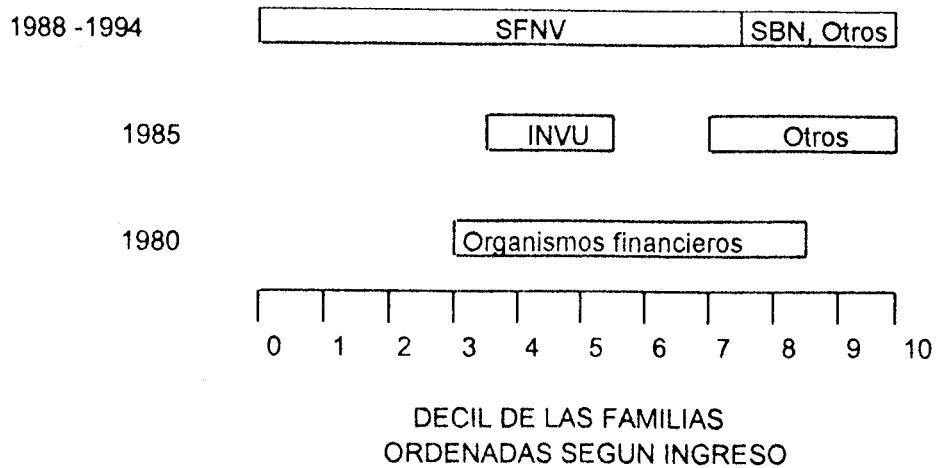 1988 -1994 SFNV SBN, Otros
1985 INVU Otros
1980 Organismos financieros
0 1 2 3 4 5 6 7 8 9 10
DECIL DE LAS FAMILIAS
ORDENADAS SEGUN INGRESO